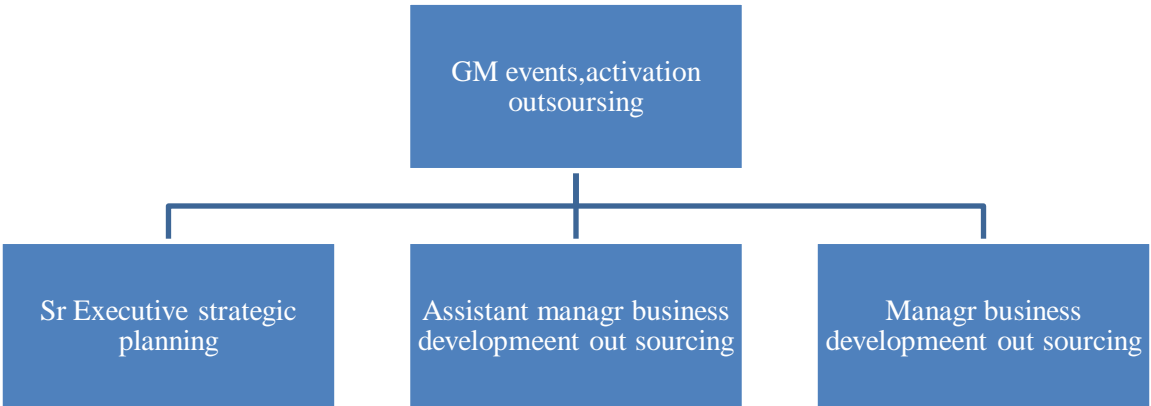 GM events,activation
outsoursing
Sr Executive strategic
planning
Assistant managr business
developmeent out sourcing
Managr business
developmeent out sourcing